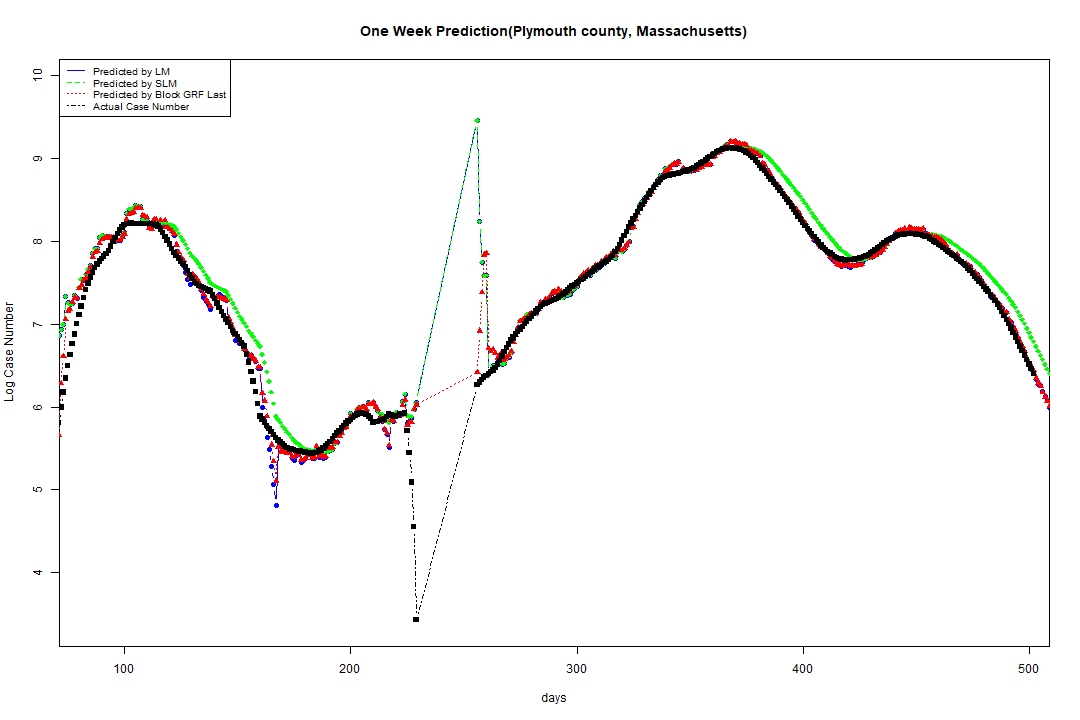 One Week Prediction(Plymouth county, Massachusetts)
Predicted by LM
Predicted by SLM
Predicted by Block GRF Last
Actual Case Number
10
9
8
7
6
5
4
Log Case Number
100 200 300 400 500
days